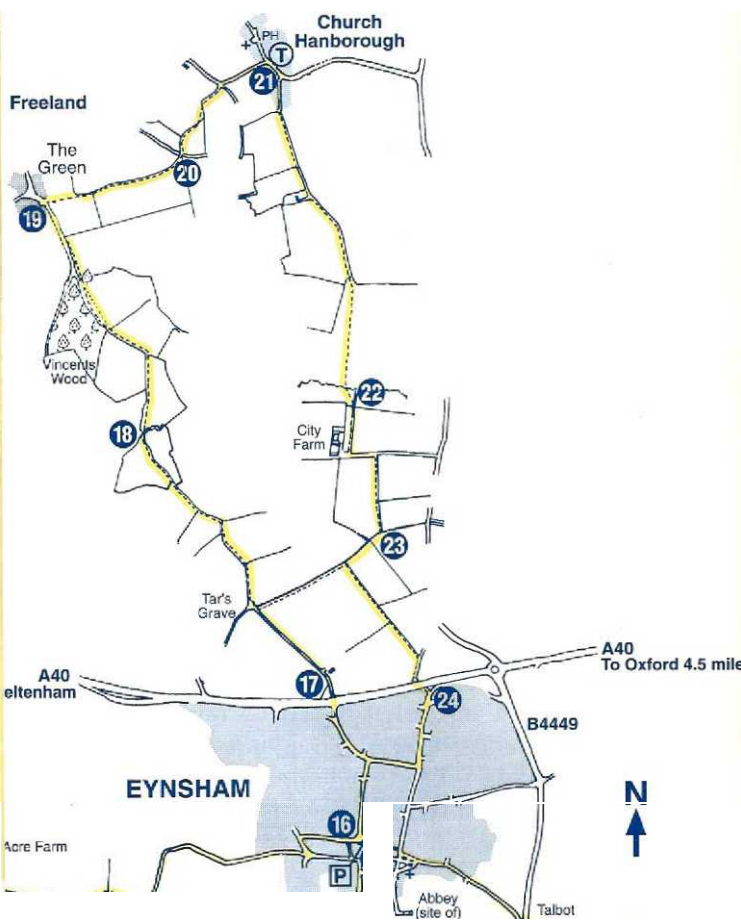 Church
Hanborough
PH
T
21
Freeland
The
Green
20
19
Vincents
Wood
22
18
City
Farm
23
Tar's
Grave
A40
To Oxford 4.5 mile
A40
eltenham
17
24
B4449
EYNSHAM
N
16
Acre Farm
P
Abbey
(site of)
Talbot